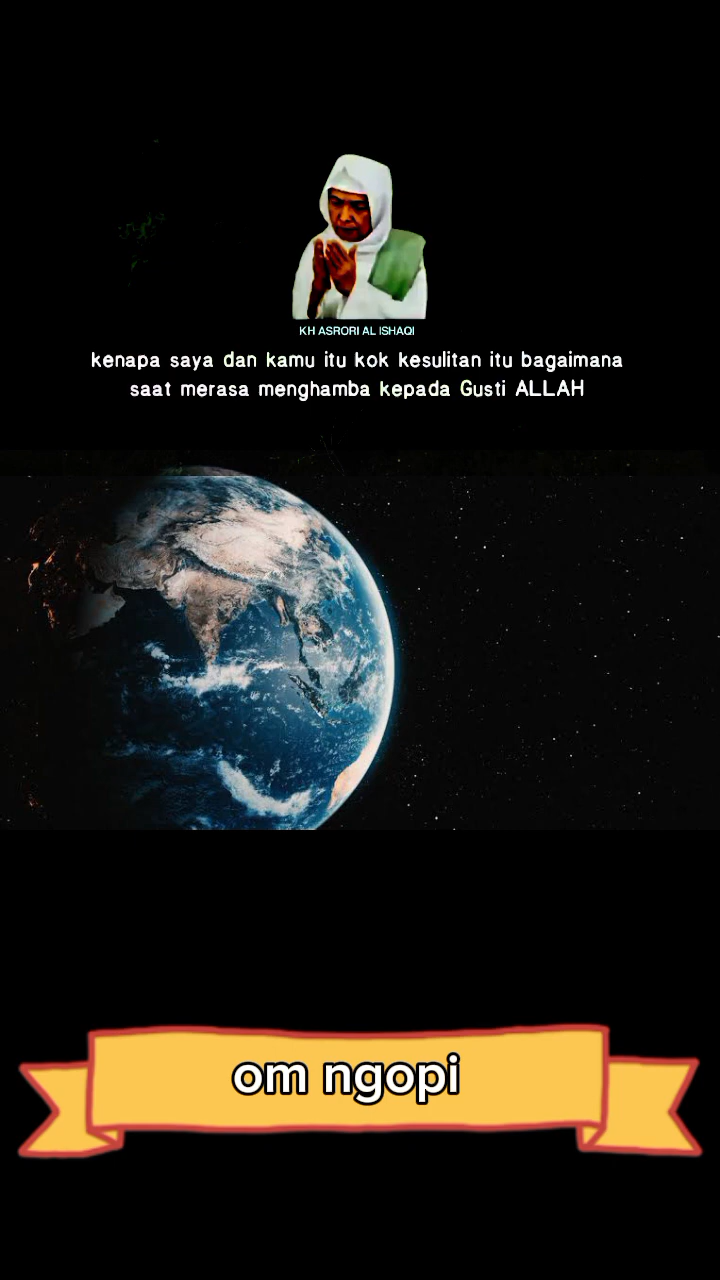 KH ASRORI AL ISHAQI
kenapa saya dan kamu itu kok kesulitan itu bagaimana
saat merasa menghamba kepada Gusti ALLAH
om ngopi